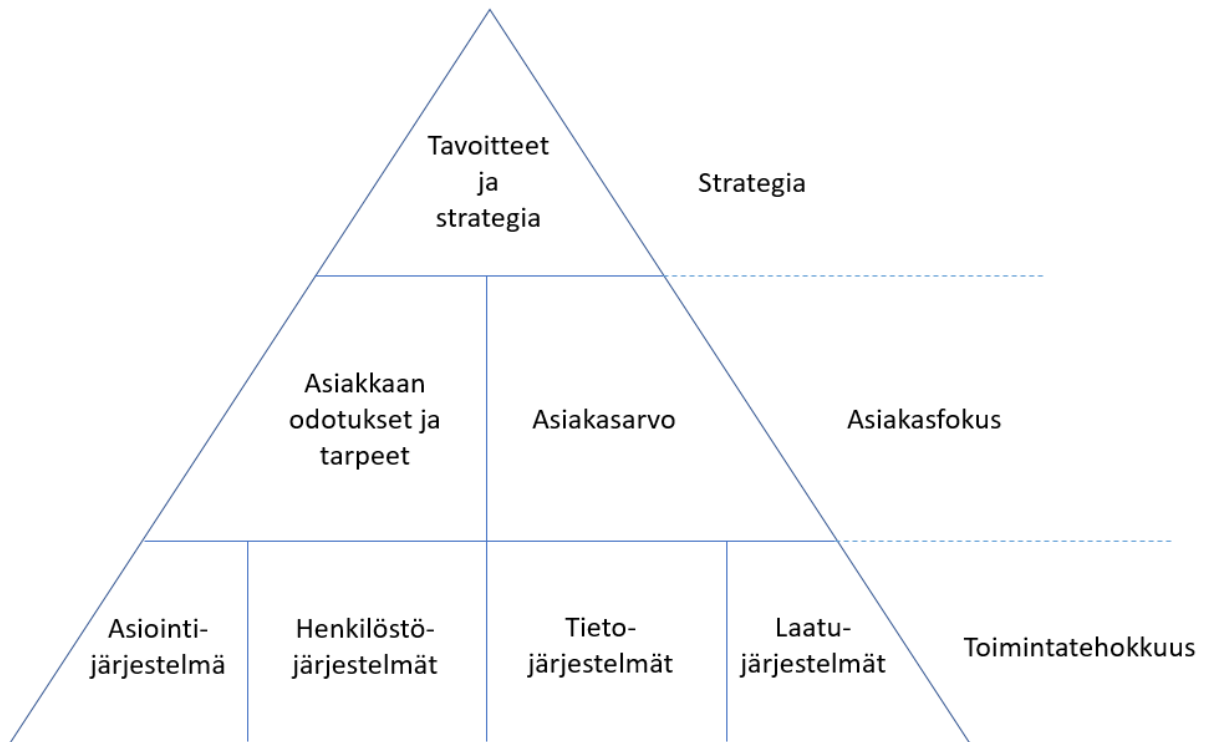 Tavoitteet
ja
strategia
Strategia
Asiakkaan
odotukset ja
tarpeet
Asiakasarvo
Asiakasfokus
Asiointi-
järjestelmä
Henkilöstö-
järjestelmät
Tieto-
järjestelmät
Laatu-
järjestelmät
Toimintatehokkuus